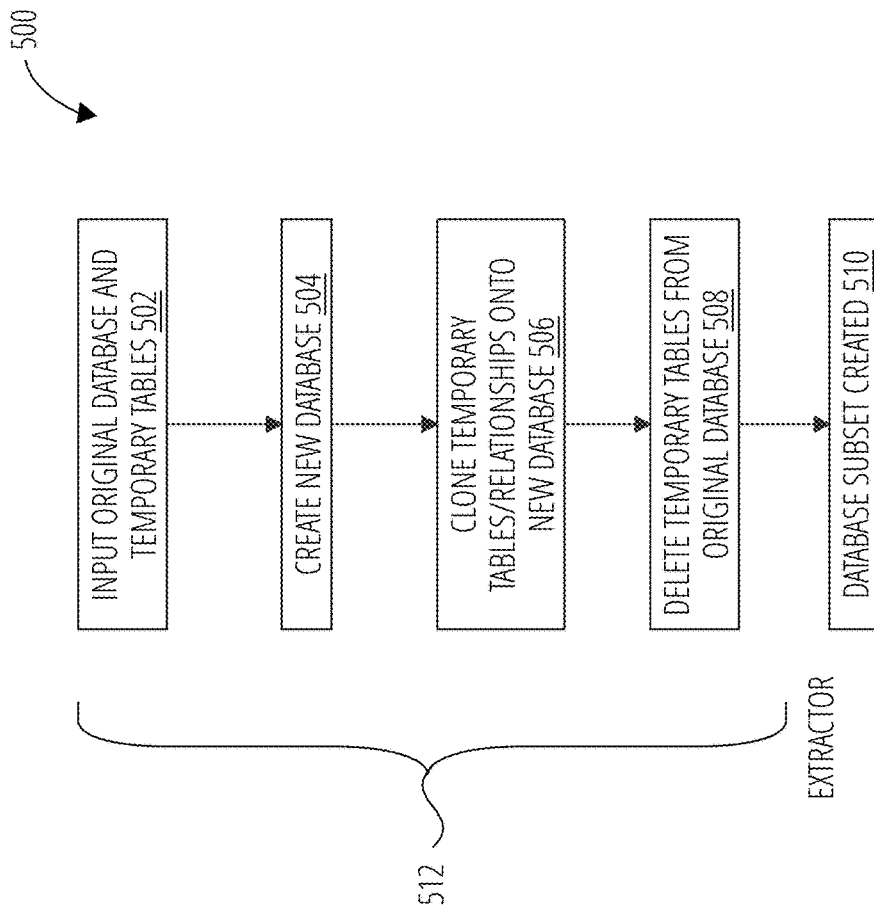 500
INPUT ORIGINAL DATABASE AND
TEMPORARY TABLES 502
CREATE NEW DATABASE 504
CLONE TEMPORARY
TABLES/RELATIONSHIPS ONTO
NEW DATABASE 506
DELETE TEMPORARY TABLES FROM
ORIGINAL DATABASE 508
DATABASE SUBSET CREATED 510
512
EXTRACTOR